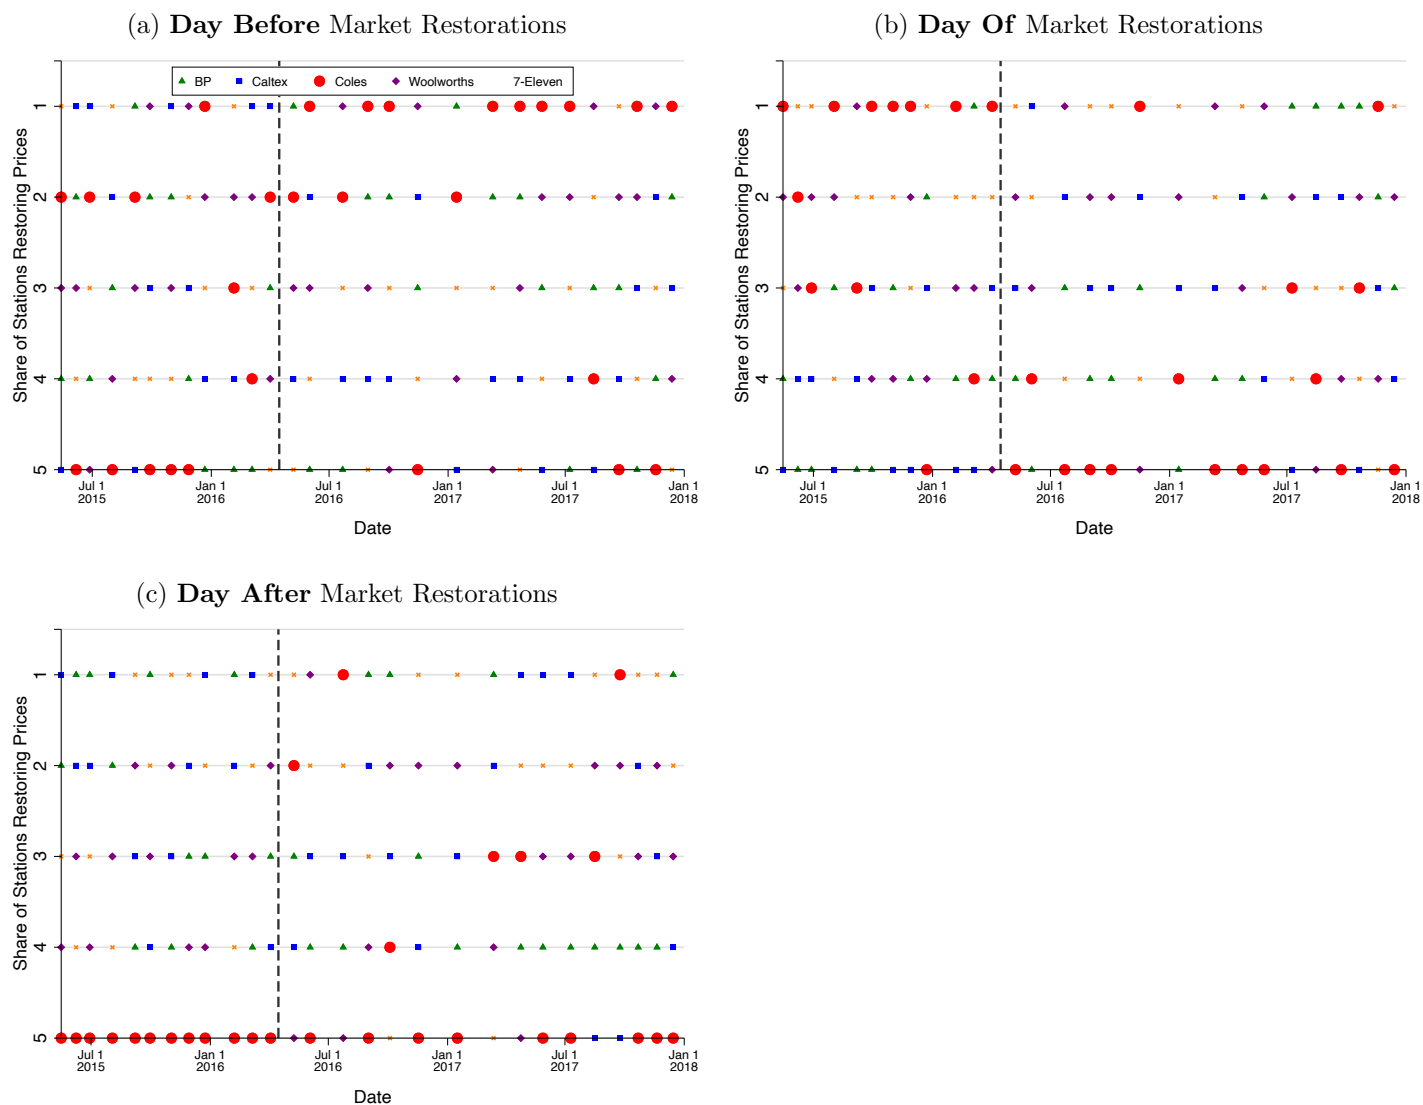 (a) Day Before Market Restorations
BP Caltex Coles Woolworths 7-Eleven
Share of Stations Restoring Prices
1
2
3
4
5
Jul 1 2015
Jan 1 2016
Jul 1 2016
Jan 1 2017
Jul 1 2017
Jan 1 2018
Date
(b) Day Of Market Restorations
Share of Stations Restoring Prices
1
2
3
4
5
Jul 1 2015
Jan 1 2016
Jul 1 2016
Jan 1 2017
Jul 1 2017
Jan 1 2018
Date
(c) Day After Market Restorations
Share of Stations Restoring Prices
1
2
3
4
5
Jul 1 2015
Jan 1 2016
Jul 1 2016
Jan 1 2017
Jul 1 2017
Jan 1 2018
Date